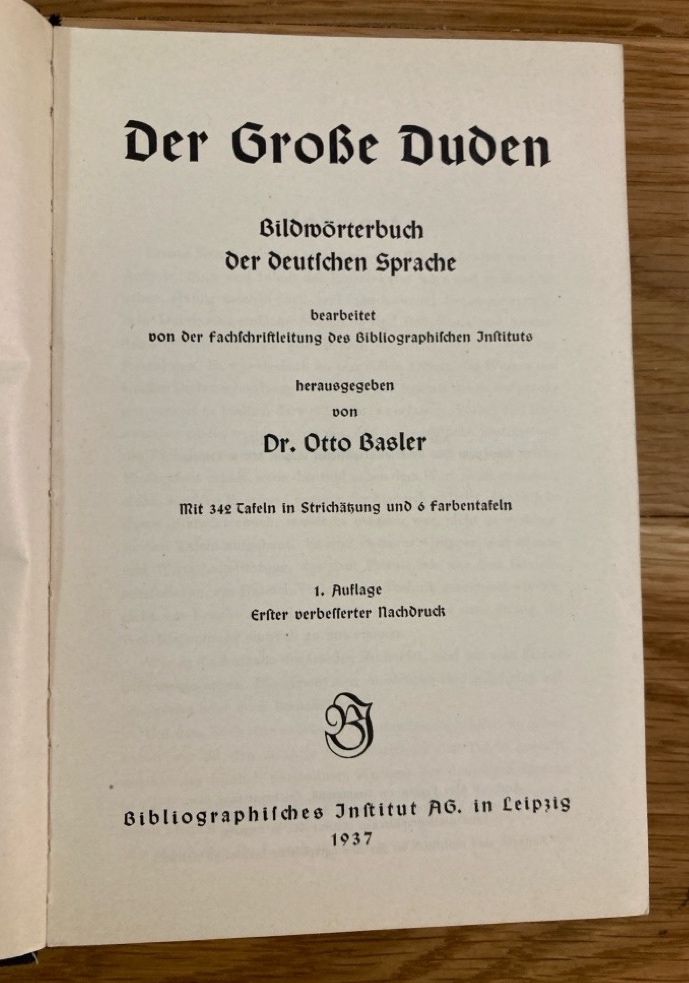 Der Große Duden
Bildwörterbuch
der deutſchen Sprache
bearbeitet
von der Fachſchriftleitung des Bibliographiſchen Inſtituts
herausgegeben
von
Dr. Otto Basler
Mit 342 Tafeln in Strichätzung und 6 Farbentafeln
1. Auflage
Erſter verbeſſerter Nachdruck
BI
Bibliographiſches Inſtitut AG. in Leipzig
1937